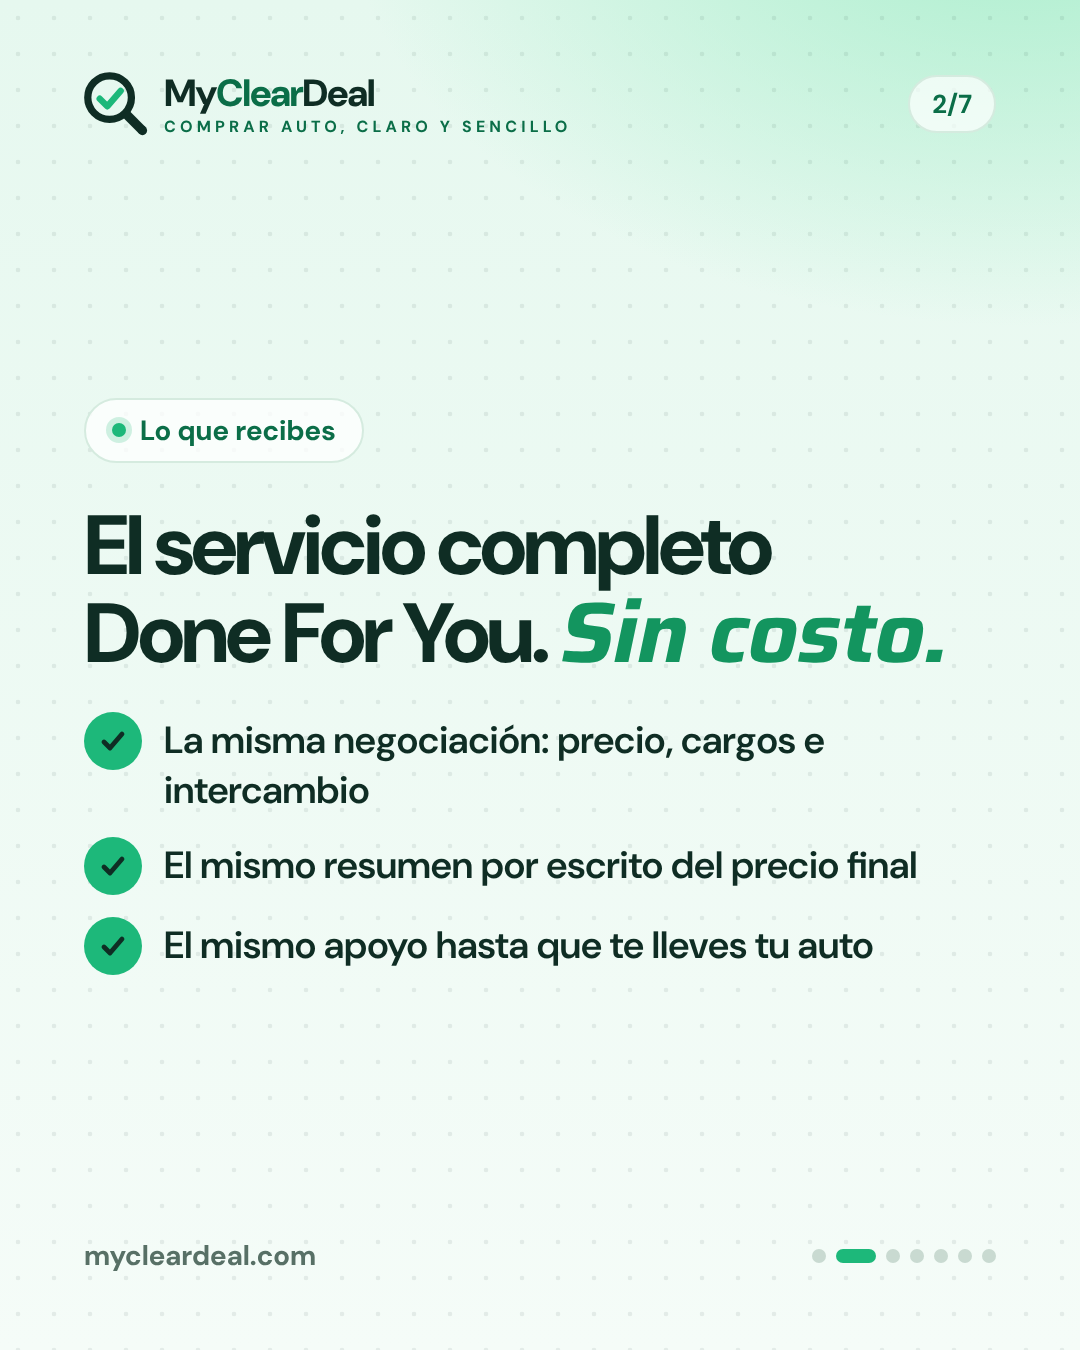 MyClearDeal
COMPRAR AUTO, CLARO Y SENCILLO
2/7
Lo que recibes
El servicio completo
Done For You. Sin costo.
La misma negociación: precio, cargos e
intercambio
El mismo resumen por escrito del precio final
El mismo apoyo hasta que te lleves tu auto
mycleardeal.com